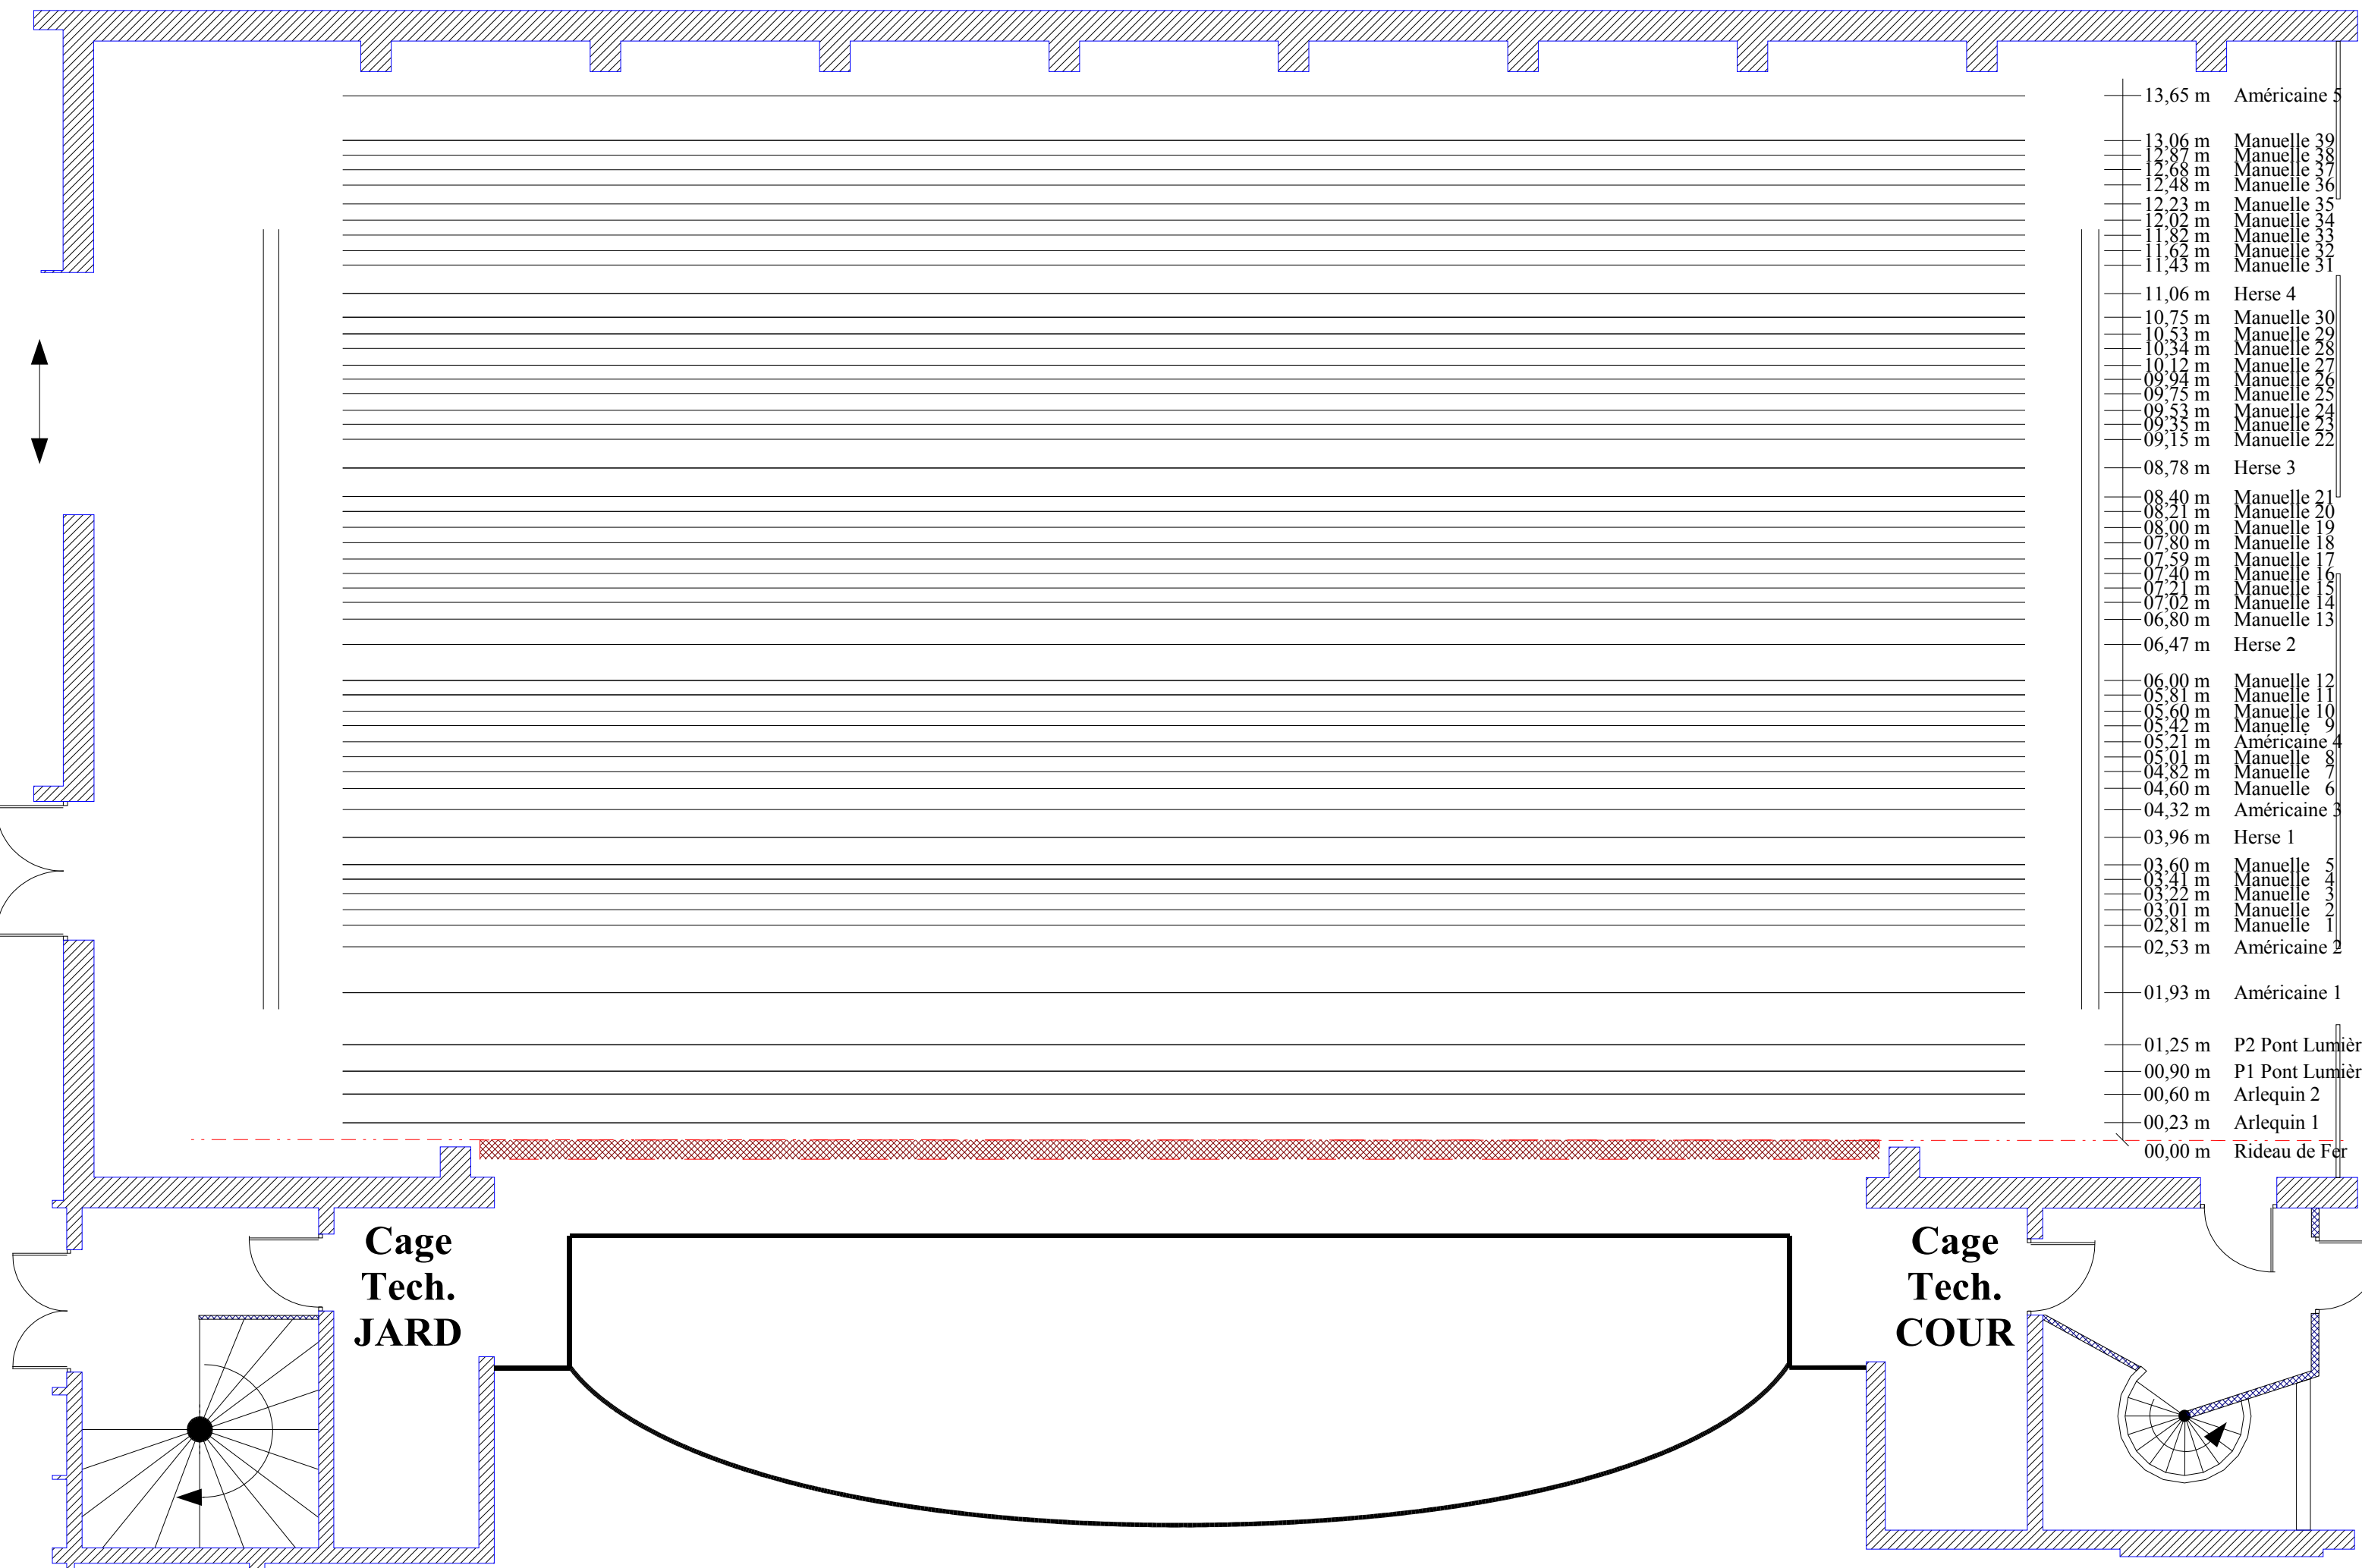 13,65 m Américaine 5
13,06 m Manuelle 39
12,87 m Manuelle 38
12,68 m Manuelle 37
12,48 m Manuelle 36
12,23 m Manuelle 35
12,02 m Manuelle 34
11,82 m Manuelle 33
11,62 m Manuelle 32
11,43 m Manuelle 31
11,06 m Herse 4
10,75 m Manuelle 30
10,53 m Manuelle 29
10,34 m Manuelle 28
10,12 m Manuelle 27
09,94 m Manuelle 26
09,75 m Manuelle 25
09,53 m Manuelle 24
09,35 m Manuelle 23
09,15 m Manuelle 22
08,78 m Herse 3
08,40 m Manuelle 21
08,21 m Manuelle 20
08,00 m Manuelle 19
07,80 m Manuelle 18
07,59 m Manuelle 17
07,40 m Manuelle 16
07,21 m Manuelle 15
07,02 m Manuelle 14
06,80 m Manuelle 13
06,47 m Herse 2
06,00 m Manuelle 12
05,81 m Manuelle 11
05,60 m Manuelle 10
05,42 m Manuelle 9
05,21 m Américaine 4
05,01 m Manuelle 8
04,82 m Manuelle 7
04,60 m Manuelle 6
04,32 m Américaine 3
03,96 m Herse 1
03,60 m Manuelle 5
03,41 m Manuelle 4
03,22 m Manuelle 3
03,01 m Manuelle 2
02,81 m Manuelle 1
02,53 m Américaine 2
01,93 m Américaine 1
01,25 m P2 Pont Lumièr
00,90 m P1 Pont Lumièr
00,60 m Arlequin 2
00,23 m Arlequin 1
00,00 m Rideau de Fer
Cage
Tech.
JARD
Cage
Tech.
COUR